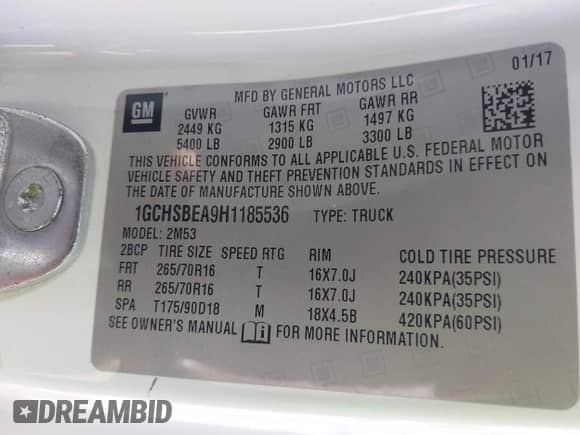 01/17
MFD BY GENERAL MOTORS LLC
GM
GVWR GAWR FRT GAWR RR
2449 KG 1315 KG 1497 KG
5400 LB 2900 LB 3300 LB
THIS VEHICLE CONFORMS TO ALL APPLICABLE U.S. FEDERAL MOTOR
VEHICLE SAFETY AND THEFT PREVENTION STANDARDS IN EFFECT ON
THE DATE OF MANUFACTURE SHOWN ABOVE.
1GCHSBEA9H1185536 TYPE: TRUCK
MODEL: 2M53
2BCP TIRE SIZE SPEED RTG RIM COLD TIRE PRESSURE
FRT 265/70R16 T 16X7.0J 240KPA(35PSI)
RR 265/70R16 T 16X7.0J 240KPA(35PSI)
SPA T175/90D18 M 18X4.5B 420KPA(60PSI)
SEE OWNER'S MANUAL i FOR MORE INFORMATION.
DREAMBID